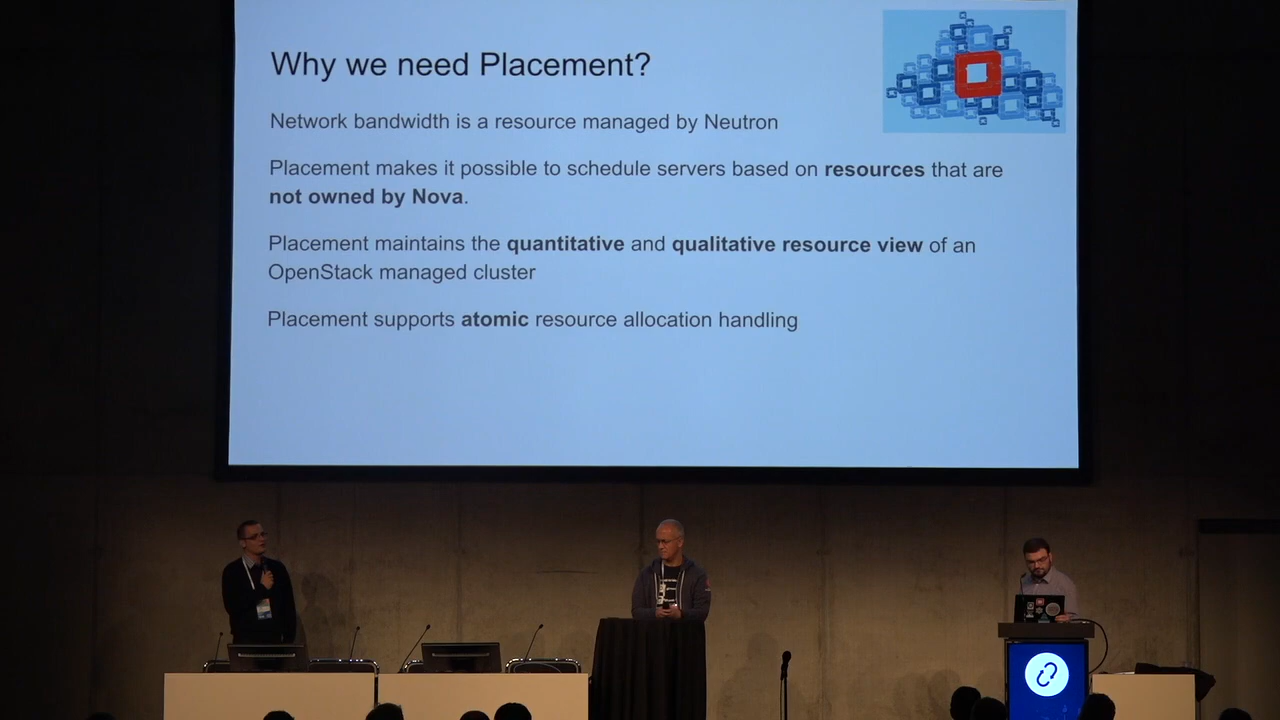 Why we need Placement?
Network bandwidth is a resource managed by Neutron
Placement makes it possible to schedule servers based on resources that are
not owned by Nova.
Placement maintains the quantitative and qualitative resource view of an
OpenStack managed cluster
Placement supports atomic resource allocation handling